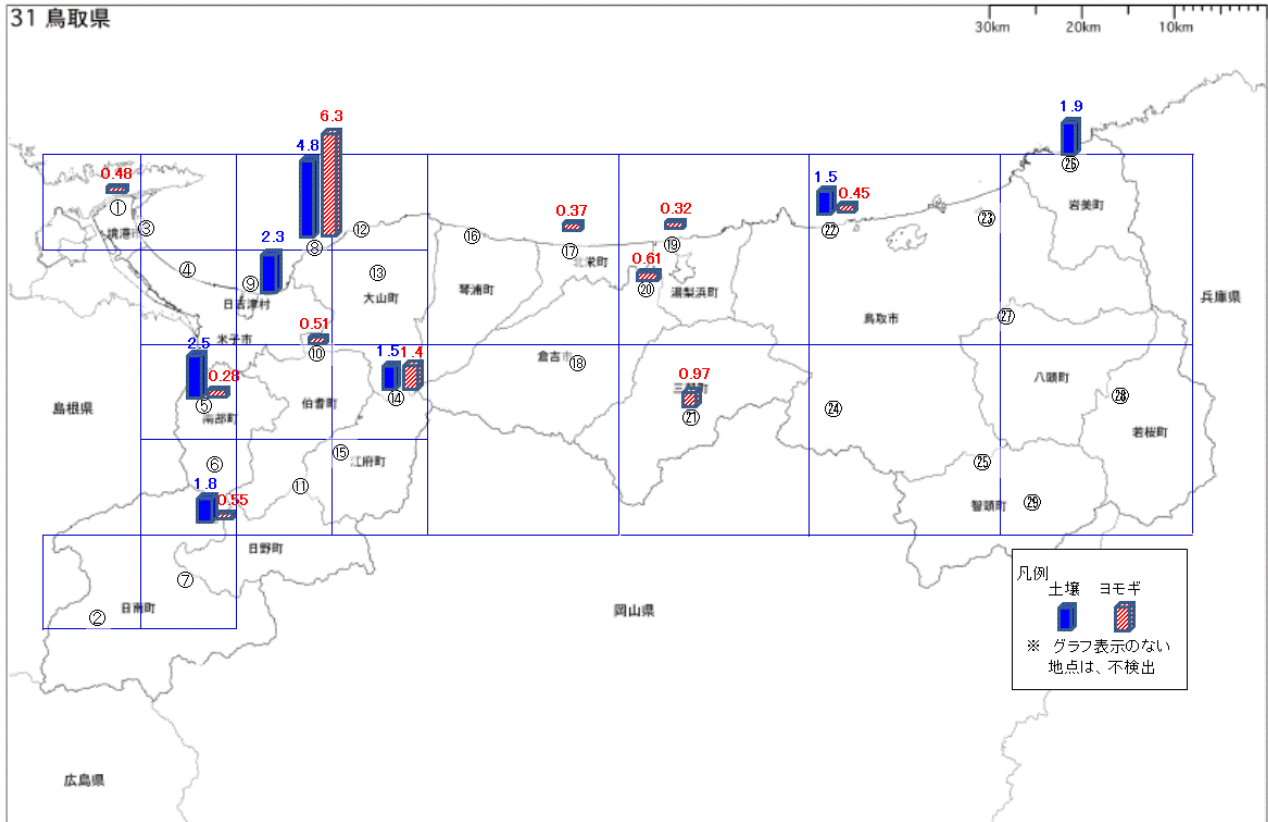 31 鳥取県
30km 20km 10km
1.9
6.3
4.8
㉖
0.48
①
境港市
岩美町
1.5
0.45
0.37
0.32
③
⑧
⑫
⑯
⑰
⑲
㉒
㉓
2.3
④
⑨
⑬
北栄町
0.61
⑳
日吉津村
大山町
琴浦町
湯梨浜町
鳥取市
兵庫県
㉗
米子市
0.51
⑩
2.5
0.28
1.5
1.4
倉吉市
⑱
0.97
三朝町
八頭町
島根県
⑤
南部町
伯耆町
⑭
㉑
㉔
㉘
若桜町
⑥
⑮
江府町
㉕
1.8
0.55
⑪
智頭町
㉙
日野町
⑦
②
日南町
岡山県
広島県
凡例
土壌 ヨモギ
※ グラフ表示のない
地点は、不検出